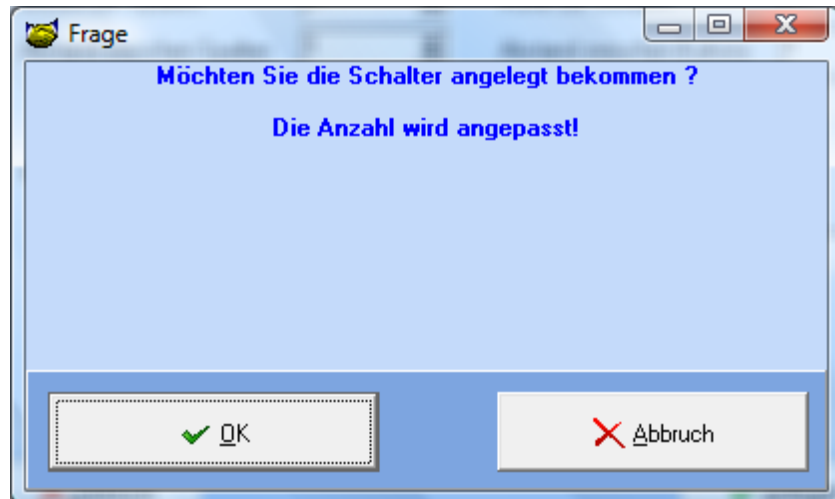 Frage
Möchten Sie die Schalter angelegt bekommen ?
Die Anzahl wird angepasst!
OK
Abbruch